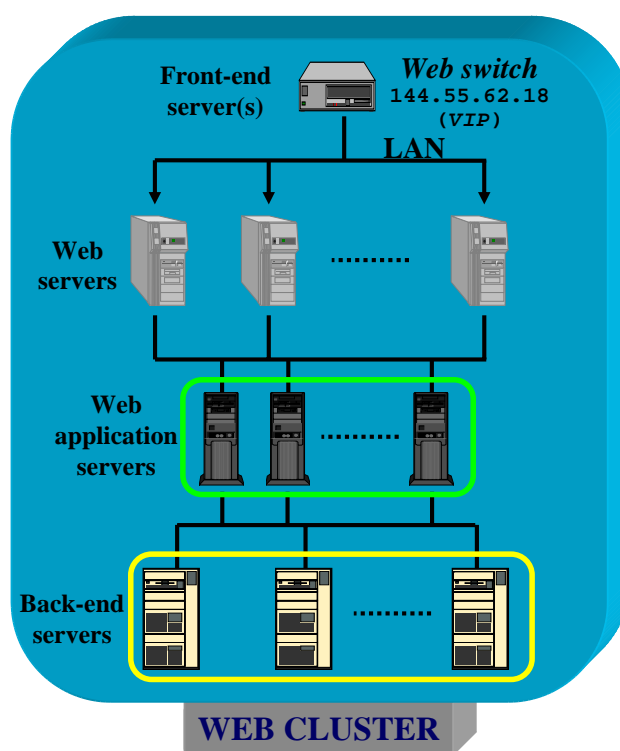 Front-end
server(s)
Web switch
144.55.62.18
(VIP)
LAN
Web
servers
Web
application
servers
Back-end
servers
WEB CLUSTER